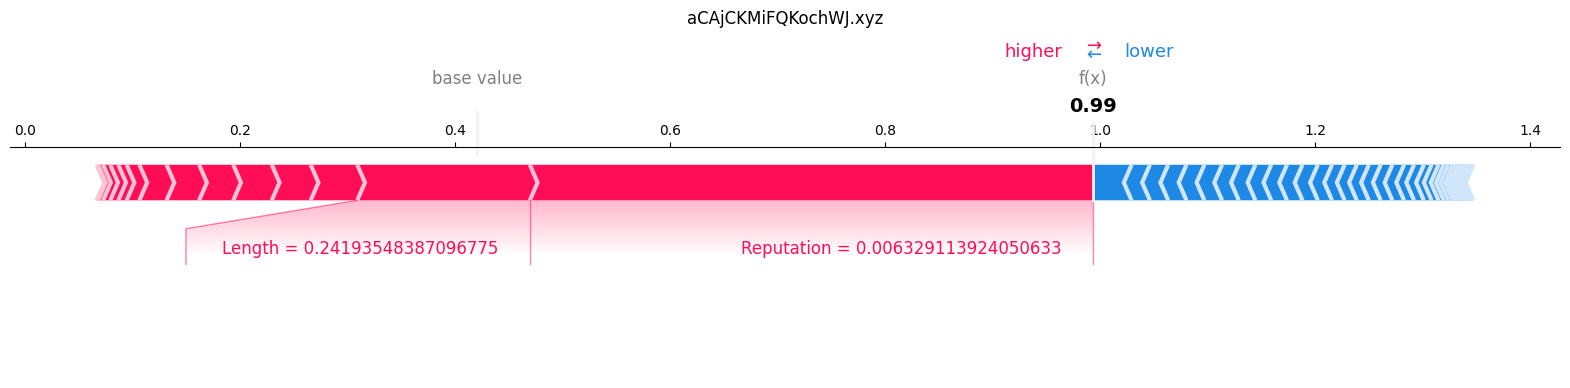 aCAjCKMiFQKochWJ.xyz
higher → ← lower
base value f(x)
0.99
0.0 0.2 0.4 0.6 0.8 1.0 1.2 1.4
Length = 0.24193548387096775 Reputation = 0.006329113924050633